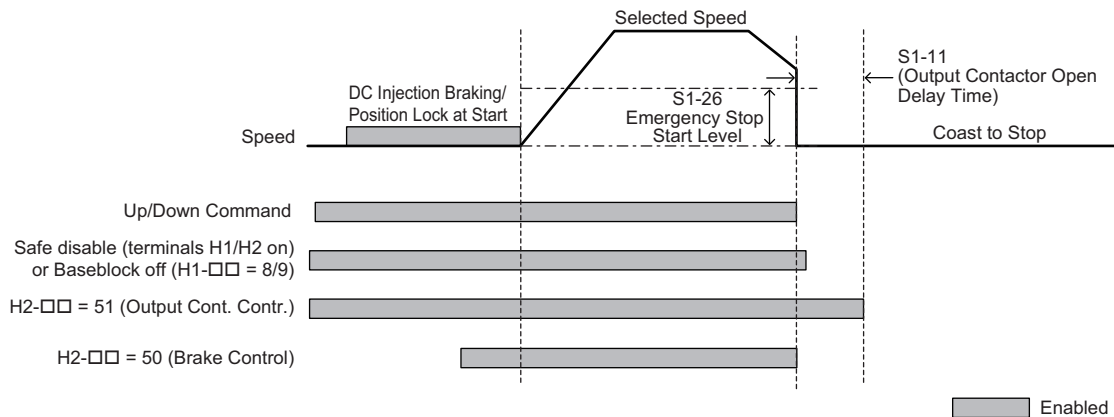 Selected Speed
S1-11
(Output Contactor Open
Delay Time)
DC Injection Braking/
Position Lock at Start
S1-26
Emergency Stop
Start Level
Speed
Coast to Stop
Up/Down Command
Safe disable (terminals H1/H2 on)
or Baseblock off (H1-□□ = 8/9)
H2-□□ = 51 (Output Cont. Contr.)
H2-□□ = 50 (Brake Control)
Enabled